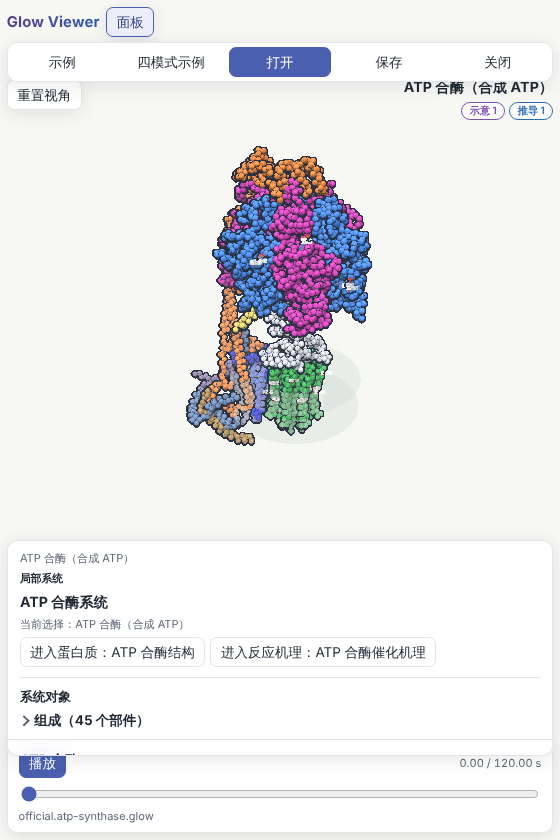 Glow Viewer 面板
示例 四模式示例 打开 保存 关闭
重置视角
ATP 合酶（合成 ATP）
示意 1 推导 1
ATP 合酶（合成 ATP）
局部系统
ATP 合酶系统
当前选择：ATP 合酶（合成 ATP）
进入蛋白质：ATP 合酶结构 进入反应机理：ATP 合酶催化机理
系统对象
组成（45 个部件）
播放 0.00 / 120.00 s
official.atp-synthase.glow